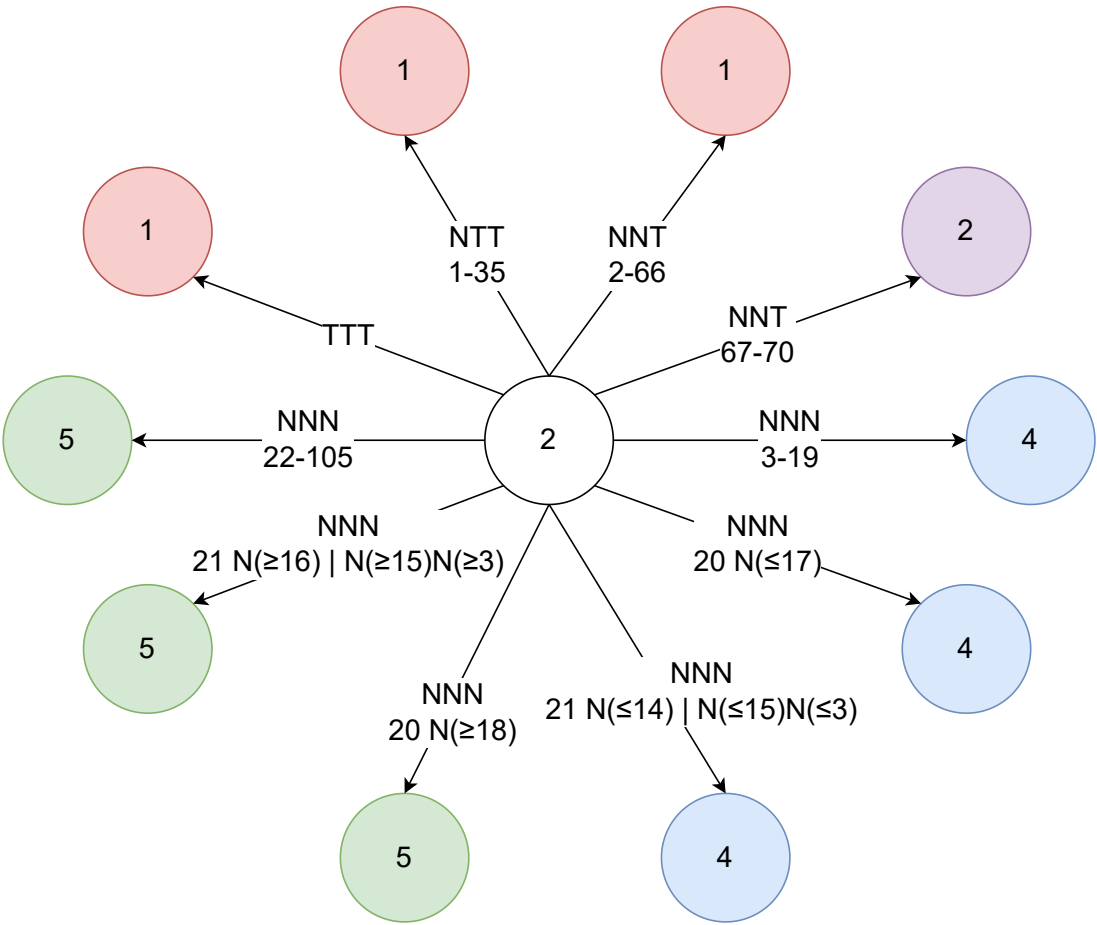 1
1
1
2
NTT
1-35
NNT
2-66
NNT
67-70
TTT
5
NNN
22-105
2
NNN
3-19
4
NNN
21 N(≥16) | N(≥15)N(≥3)
NNN
20 N(≤17)
5
4
NNN
20 N(≥18)
NNN
21 N(≤14) | N(≤15)N(≤3)
5
4